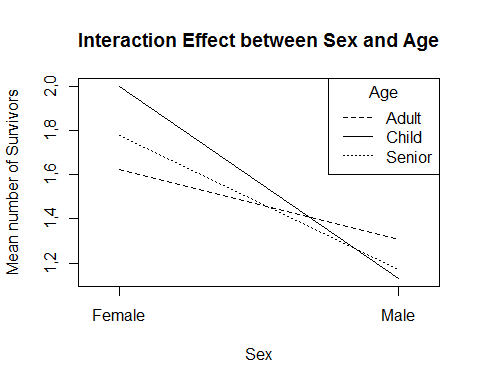 Interaction Effect between Sex and Age
Mean number of Survivors
2,0
1,8
1,6
1,4
1,2
Age
Adult
Child
Senior
Female
Male
Sex